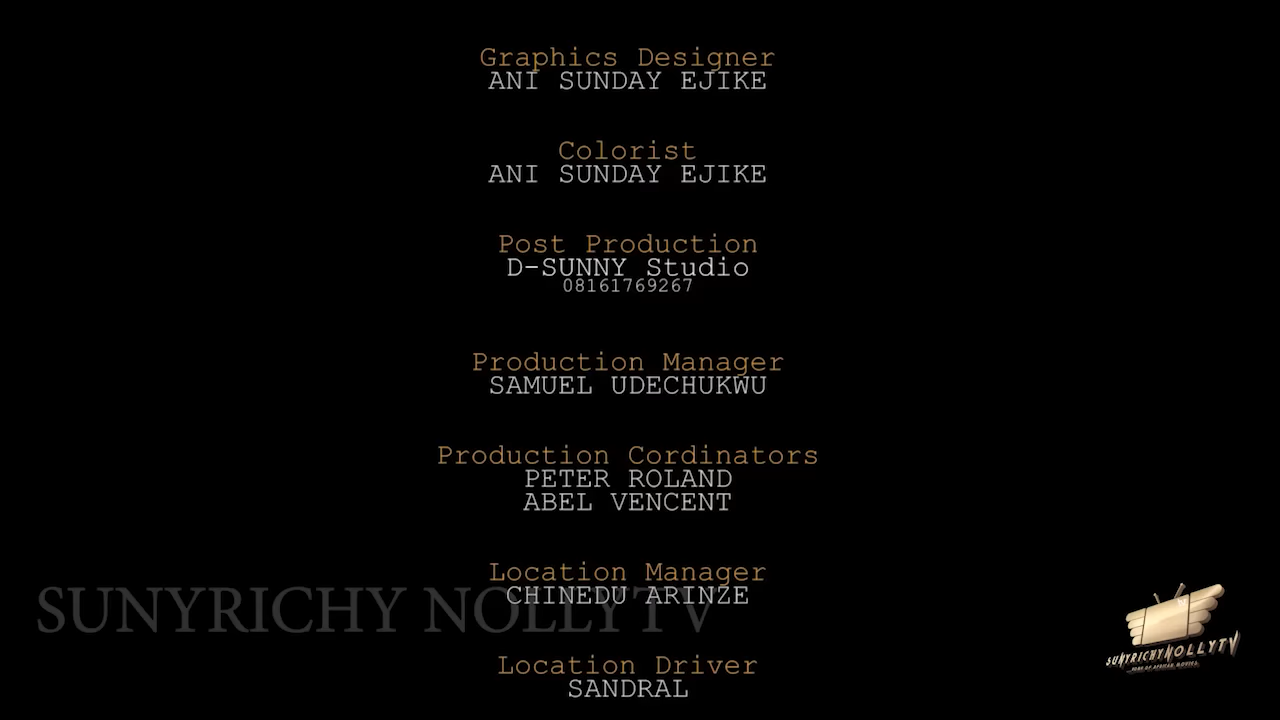 Graphics Designer
ANI SUNDAY EJIKE
Colorist
ANI SUNDAY EJIKE
Post Production
D-SUNNY Studio
08161769267
Production Manager
SAMUEL UDECHUKWU
Production Cordinators
PETER ROLAND
ABEL VENCENT
Location Manager
CHINEDU ARINZE
SUNYRICHY NOLLYTV
SUNYRICHYNOLLYTV
Location Driver
SANDRAL